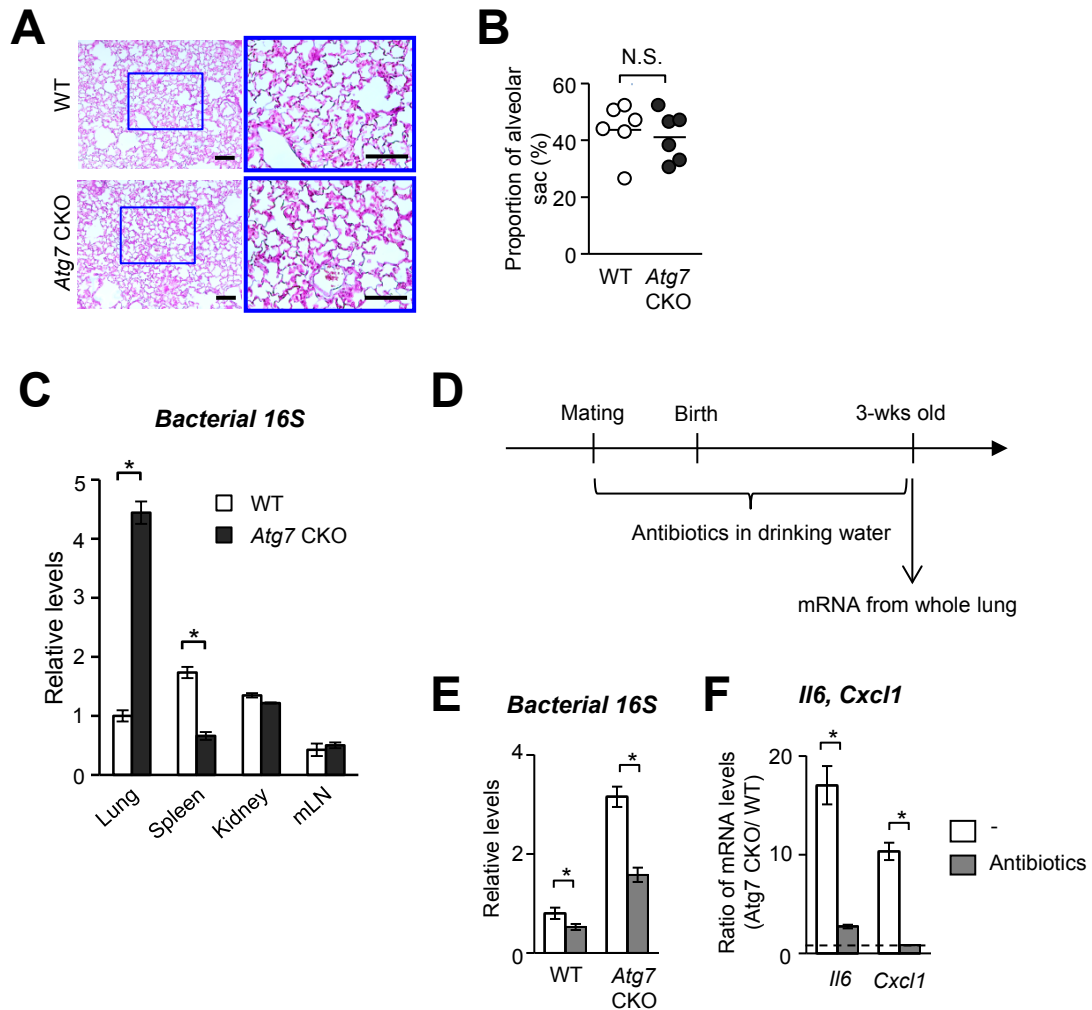 A
WT
Atg7 CKO
B
N.S.
Proportion of alveolar
sac (%)
60
40
20
0
WT
Atg7
CKO
C
Bacterial 16S
Relative levels
5
4
3
2
1
0
*
*
WT
Atg7 CKO
Lung
Spleen
Kidney
mLN
D
Mating
Birth
3-wks old
Antibiotics in drinking water
mRNA from whole lung
E
Bacterial 16S
Relative levels
4
2
0
*
*
WT
Atg7
CKO
F
Il6, Cxcl1
Ratio of mRNA levels
(Atg7 CKO/ WT)
20
10
0
*
*
Il6
Cxcl1
-
Antibiotics